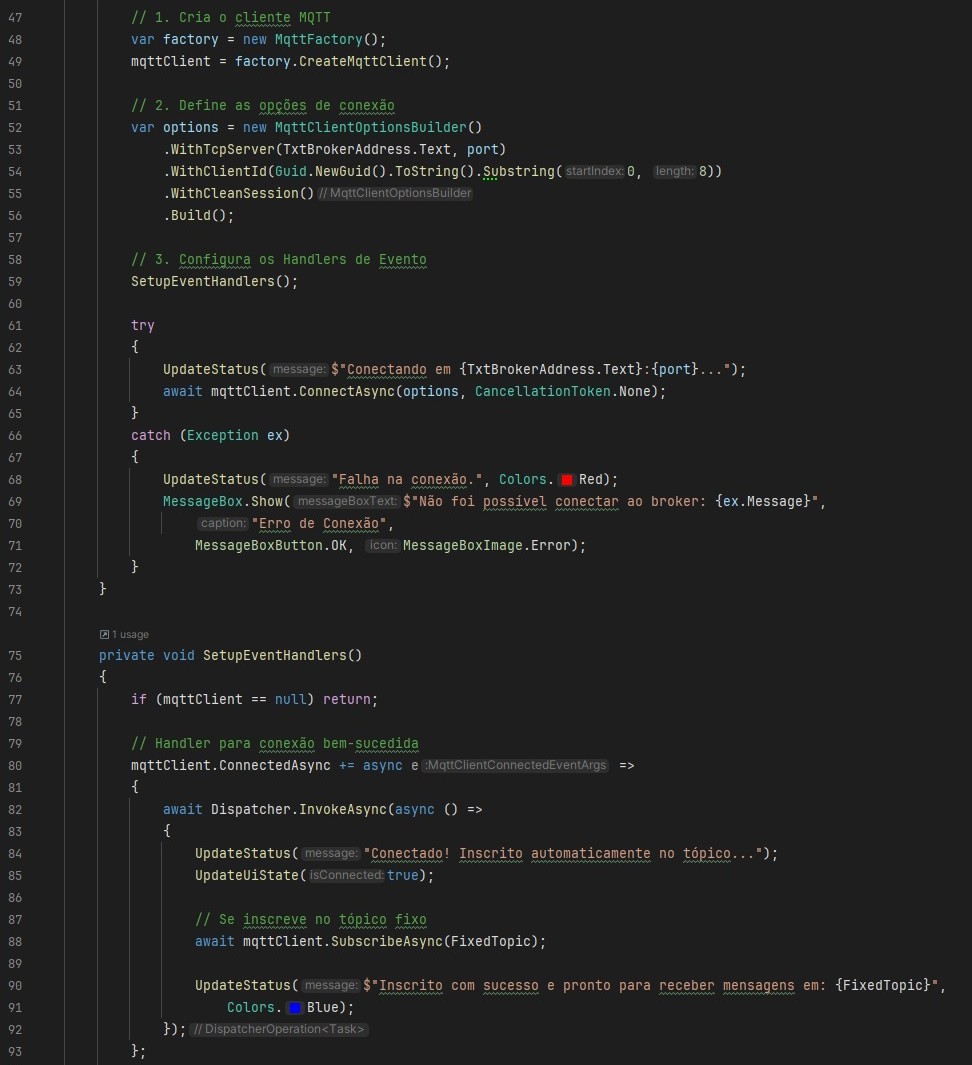 47 // 1. Cria o cliente MQTT
48 var factory = new MqttFactory();
49 mqttClient = factory.CreateMqttClient();
50
51 // 2. Define as opções de conexão
52 var options = new MqttClientOptionsBuilder()
53 .WithTcpServer(TxtBrokerAddress.Text, port)
54 .WithClientId(Guid.NewGuid().ToString().Substring(startIndex: 0, length: 8))
55 .WithCleanSession() // MqttClientOptionsBuilder
56 .Build();
57
58 // 3. Configura os Handlers de Evento
59 SetupEventHandlers();
60
61 try
62 {
63 UpdateStatus(message: $"Conectando em {TxtBrokerAddress.Text}:{port}...");
64 await mqttClient.ConnectAsync(options, CancellationToken.None);
65 }
66 catch (Exception ex)
67 {
68 UpdateStatus(message: "Falha na conexão.", Colors.Red);
69 MessageBox.Show(messageBoxText: $"Não foi possível conectar ao broker: {ex.Message}",
70 caption: "Erro de Conexão",
71 MessageBoxButton.OK, icon: MessageBoxImage.Error);
72 }
73 }
74
1 usage
75 private void SetupEventHandlers()
76 {
77 if (mqttClient == null) return;
78
79 // Handler para conexão bem-sucedida
80 mqttClient.ConnectedAsync += async e :MqttClientConnectedEventArgs =>
81 {
82 await Dispatcher.InvokeAsync(async () =>
83 {
84 UpdateStatus(message: "Conectado! Inscrito automaticamente no tópico...");
85 UpdateUiState(isConnected: true);
86
87 // Se inscreve no tópico fixo
88 await mqttClient.SubscribeAsync(FixedTopic);
89
90 UpdateStatus(message: $"Inscrito com sucesso e pronto para receber mensagens em: {FixedTopic}",
91 Colors.Blue);
92 }); // DispatcherOperation<Task>
93 };